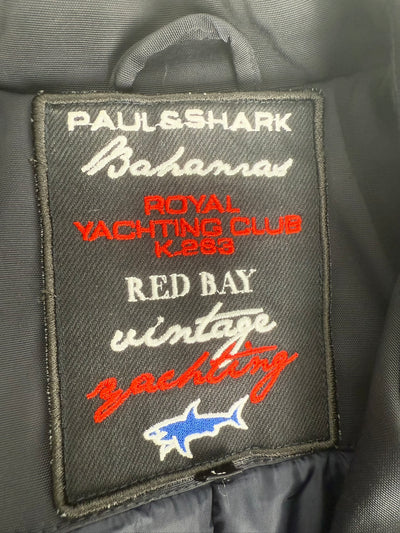 PAUL&SHARK
Bahamas
ROYAL
YACHTING CLUB
K.283
RED BAY
vintage
yachting